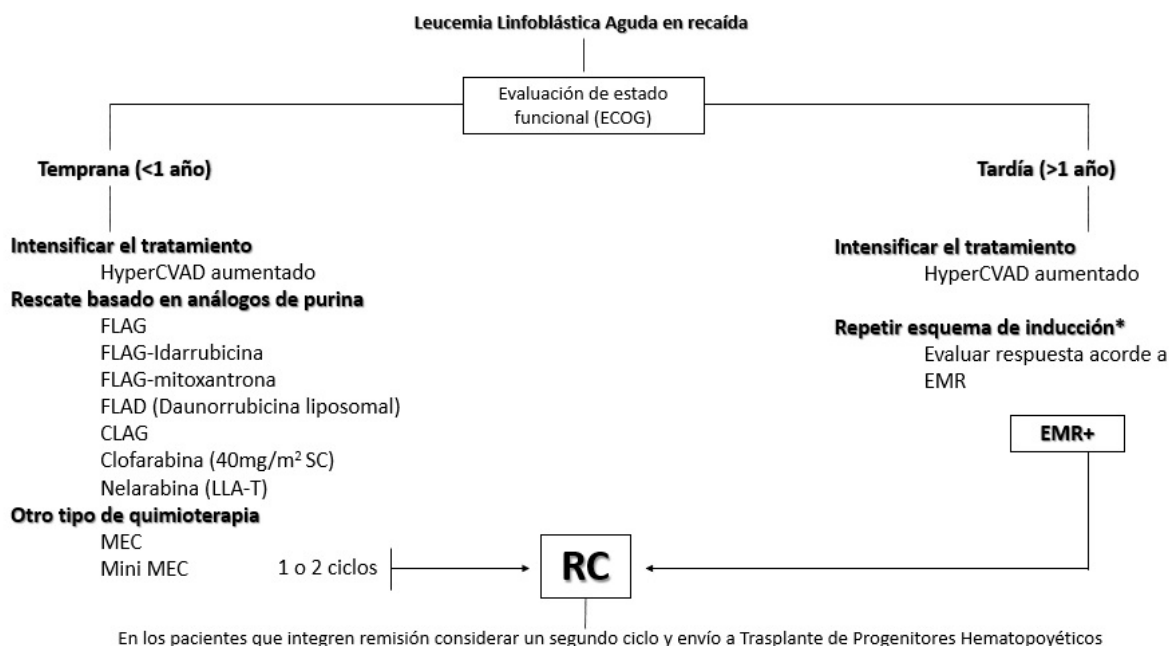 Leucemia Linfoblástica Aguda en recaída
Evaluación de estado
funcional (ECOG)
Temprana (<1 año)
Intensificar el tratamiento
HyperCVAD aumentado
Rescate basado en análogos de purina
FLAG
FLAG-Idarrubicina
FLAG-mitoxantrona
FLAD (Daunorrubicina liposomal)
CLAG
Clofarabina (40mg/m² SC)
Nelarabina (LLA-T)
Otro tipo de quimioterapia
MEC
Mini MEC
1 o 2 ciclos
Tardía (>1 año)
Intensificar el tratamiento
HyperCVAD aumentado
Repetir esquema de inducción*
Evaluar respuesta acorde a
EMR
EMR+
RC
En los pacientes que integren remisión considerar un segundo ciclo y envío a Trasplante de Progenitores Hematopoyéticos